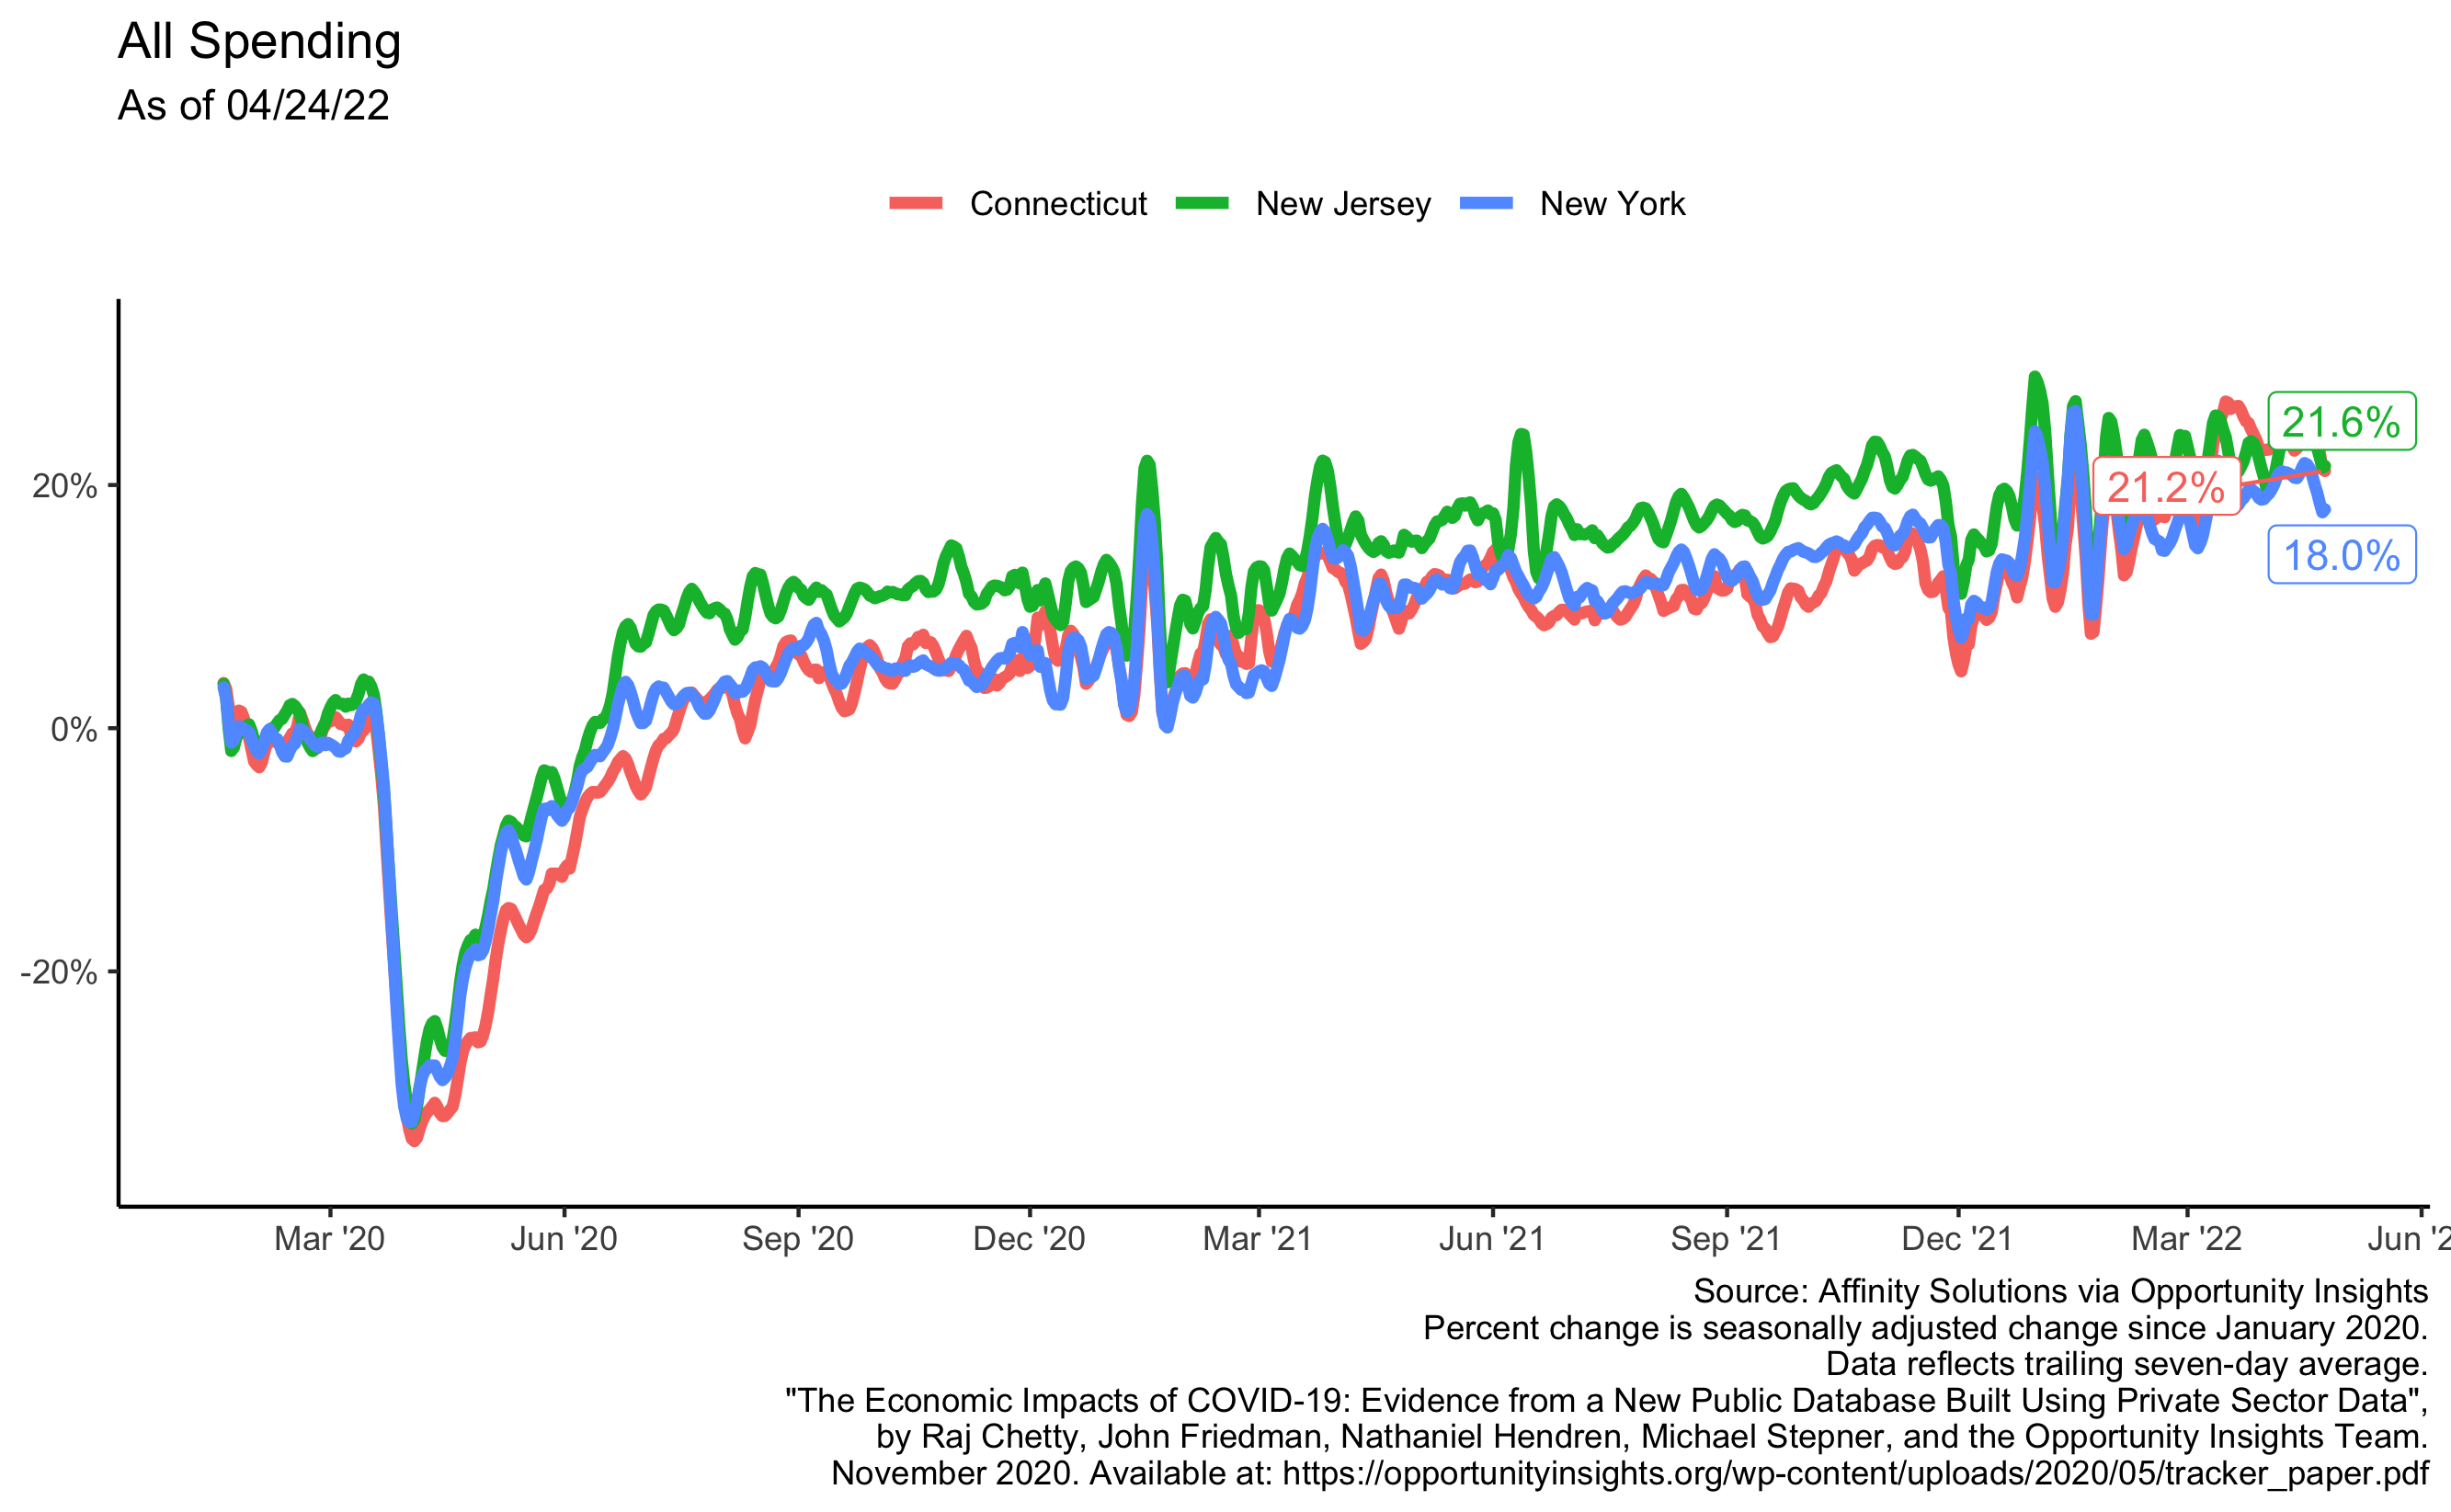 All Spending
As of 04/24/22
Connecticut New Jersey New York
20%
0%
-20%
21.6%
21.2%
18.0%
Mar '20 Jun '20 Sep '20 Dec '20 Mar '21 Jun '21 Sep '21 Dec '21 Mar '22 Jun '2
Source: Affinity Solutions via Opportunity Insights
Percent change is seasonally adjusted change since January 2020.
Data reflects trailing seven-day average.
"The Economic Impacts of COVID-19: Evidence from a New Public Database Built Using Private Sector Data",
by Raj Chetty, John Friedman, Nathaniel Hendren, Michael Stepner, and the Opportunity Insights Team.
November 2020. Available at: https://opportunityinsights.org/wp-content/uploads/2020/05/tracker_paper.pdf